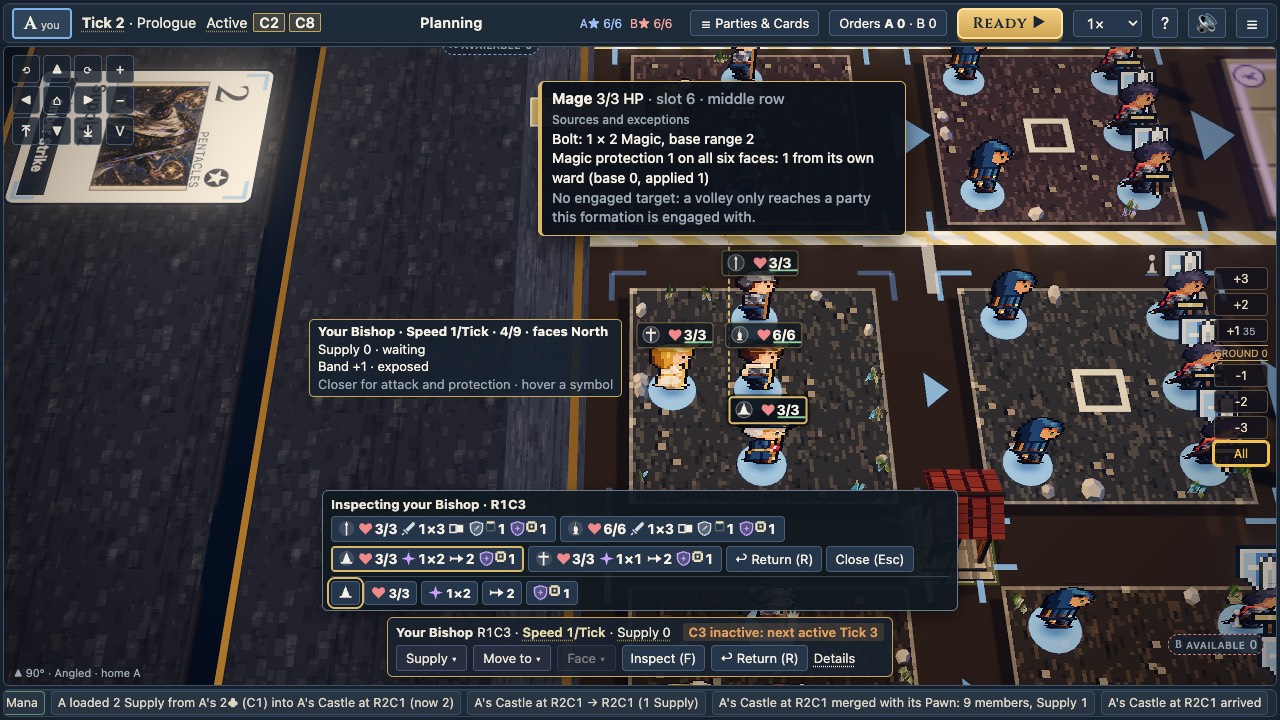 A you
Tick 2 · Prologue Active C2 C8
Planning
A★ 6/6 B★ 6/6
≡ Parties & Cards
Orders A 0 · B 0
READY ▶
1×
?
≡
AVAILABLE 0
2
PENTACLES
Mage 3/3 HP · slot 6 · middle row
Sources and exceptions
Bolt: 1 × 2 Magic, base range 2
Magic protection 1 on all six faces: 1 from its own
ward (base 0, applied 1)
No engaged target: a volley only reaches a party
this formation is engaged with.
3/3
3/3
6/6
3/3
Your Bishop · Speed 1/Tick · 4/9 · faces North
Supply 0 · waiting
Band +1 · exposed
Closer for attack and protection · hover a symbol
+3
+2
+1 35
GROUND 0
-1
-2
-3
All
Inspecting your Bishop · R1C3
3/3 1×3 1 1
6/6 1×3 1 1
3/3 1×2 2 1
3/3 1×1 2 1
↩ Return (R)
Close (Esc)
3/3 1×2 2 1
Your Bishop R1C3 · Speed 1/Tick · Supply 0 C3 inactive: next active Tick 3
Supply ▾ Move to ▾ Face ▾ Inspect (F) ↩ Return (R) Details
B AVAILABLE 0
▲ 90° · Angled · home A
Mana
A loaded 2 Supply from A's 2♣ (C1) into A's Castle at R2C1 (now 2)
A's Castle at R2C1 → R2C1 (1 Supply)
A's Castle at R2C1 merged with its Pawn: 9 members, Supply 1
A's Castle at R2C1 arrived